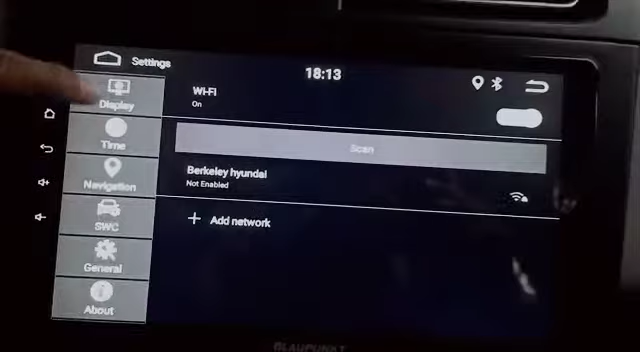 Settings
18:13
Display
Time
Navigation
SWC
General
About
Wi-Fi
On
Scan
Berkeley hyundai
Not Enabled
+ Add network
BLAUPUNKT